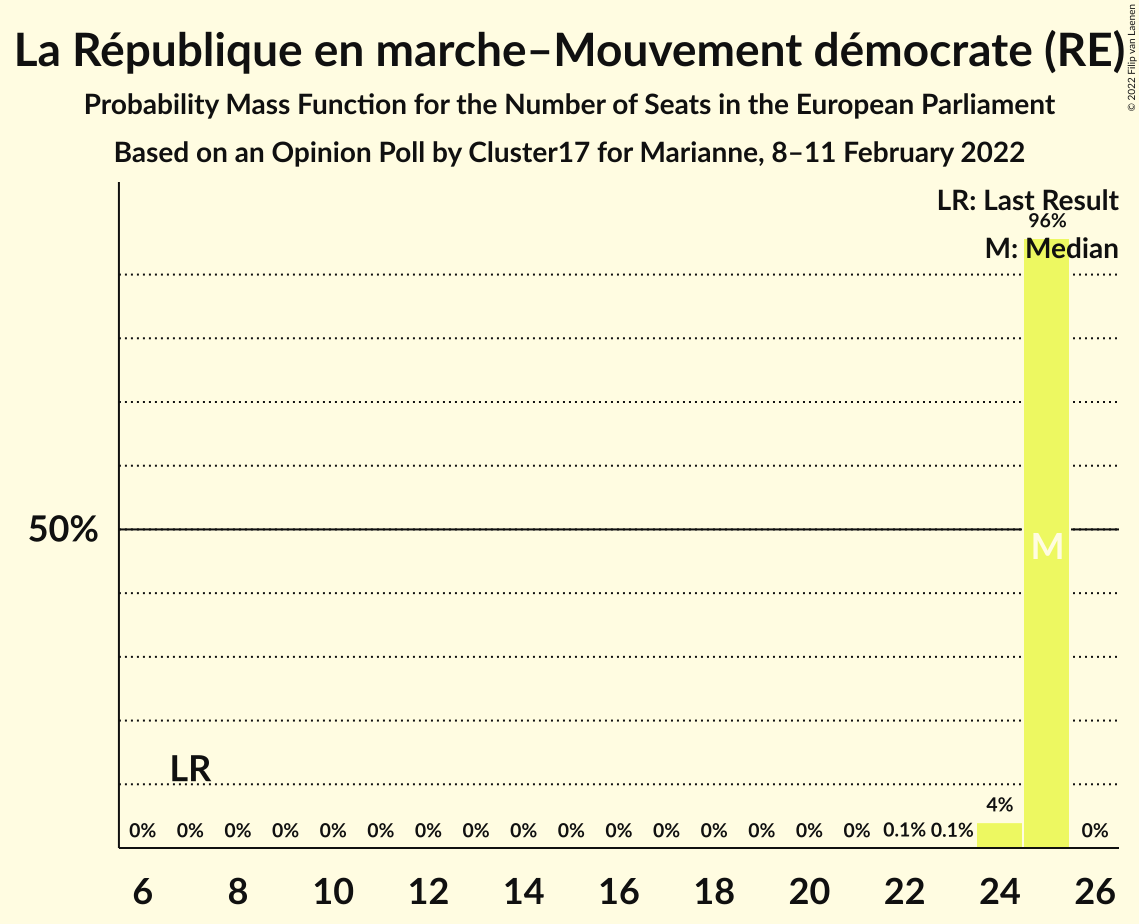 La République en marche–Mouvement démocrate (RE)
Probability Mass Function for the Number of Seats in the European Parliament
Based on an Opinion Poll by Cluster17 for Marianne, 8–11 February 2022
© 2022 Filip van Laenen
LR: Last Result
96%
M: Median
50%
M
LR
4%
0% 0% 0% 0% 0% 0% 0% 0% 0% 0% 0% 0% 0% 0% 0% 0% 0.1% 0.1% 0%
6 8 10 12 14 16 18 20 22 24 26